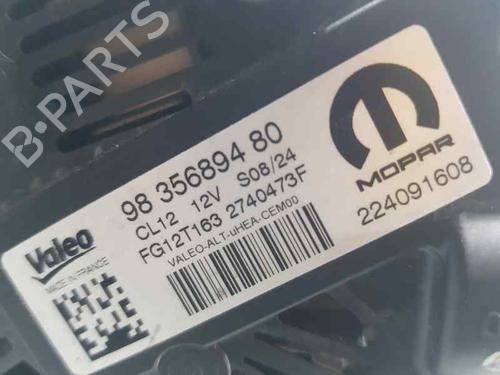 B-PARTS
98 356894 80
CL12 12V S08/24
FG12T163 2740473F
VALEO-ALT-uHEA-CEM00
Valeo
MADE IN FRANCE
MOPAR
224091608